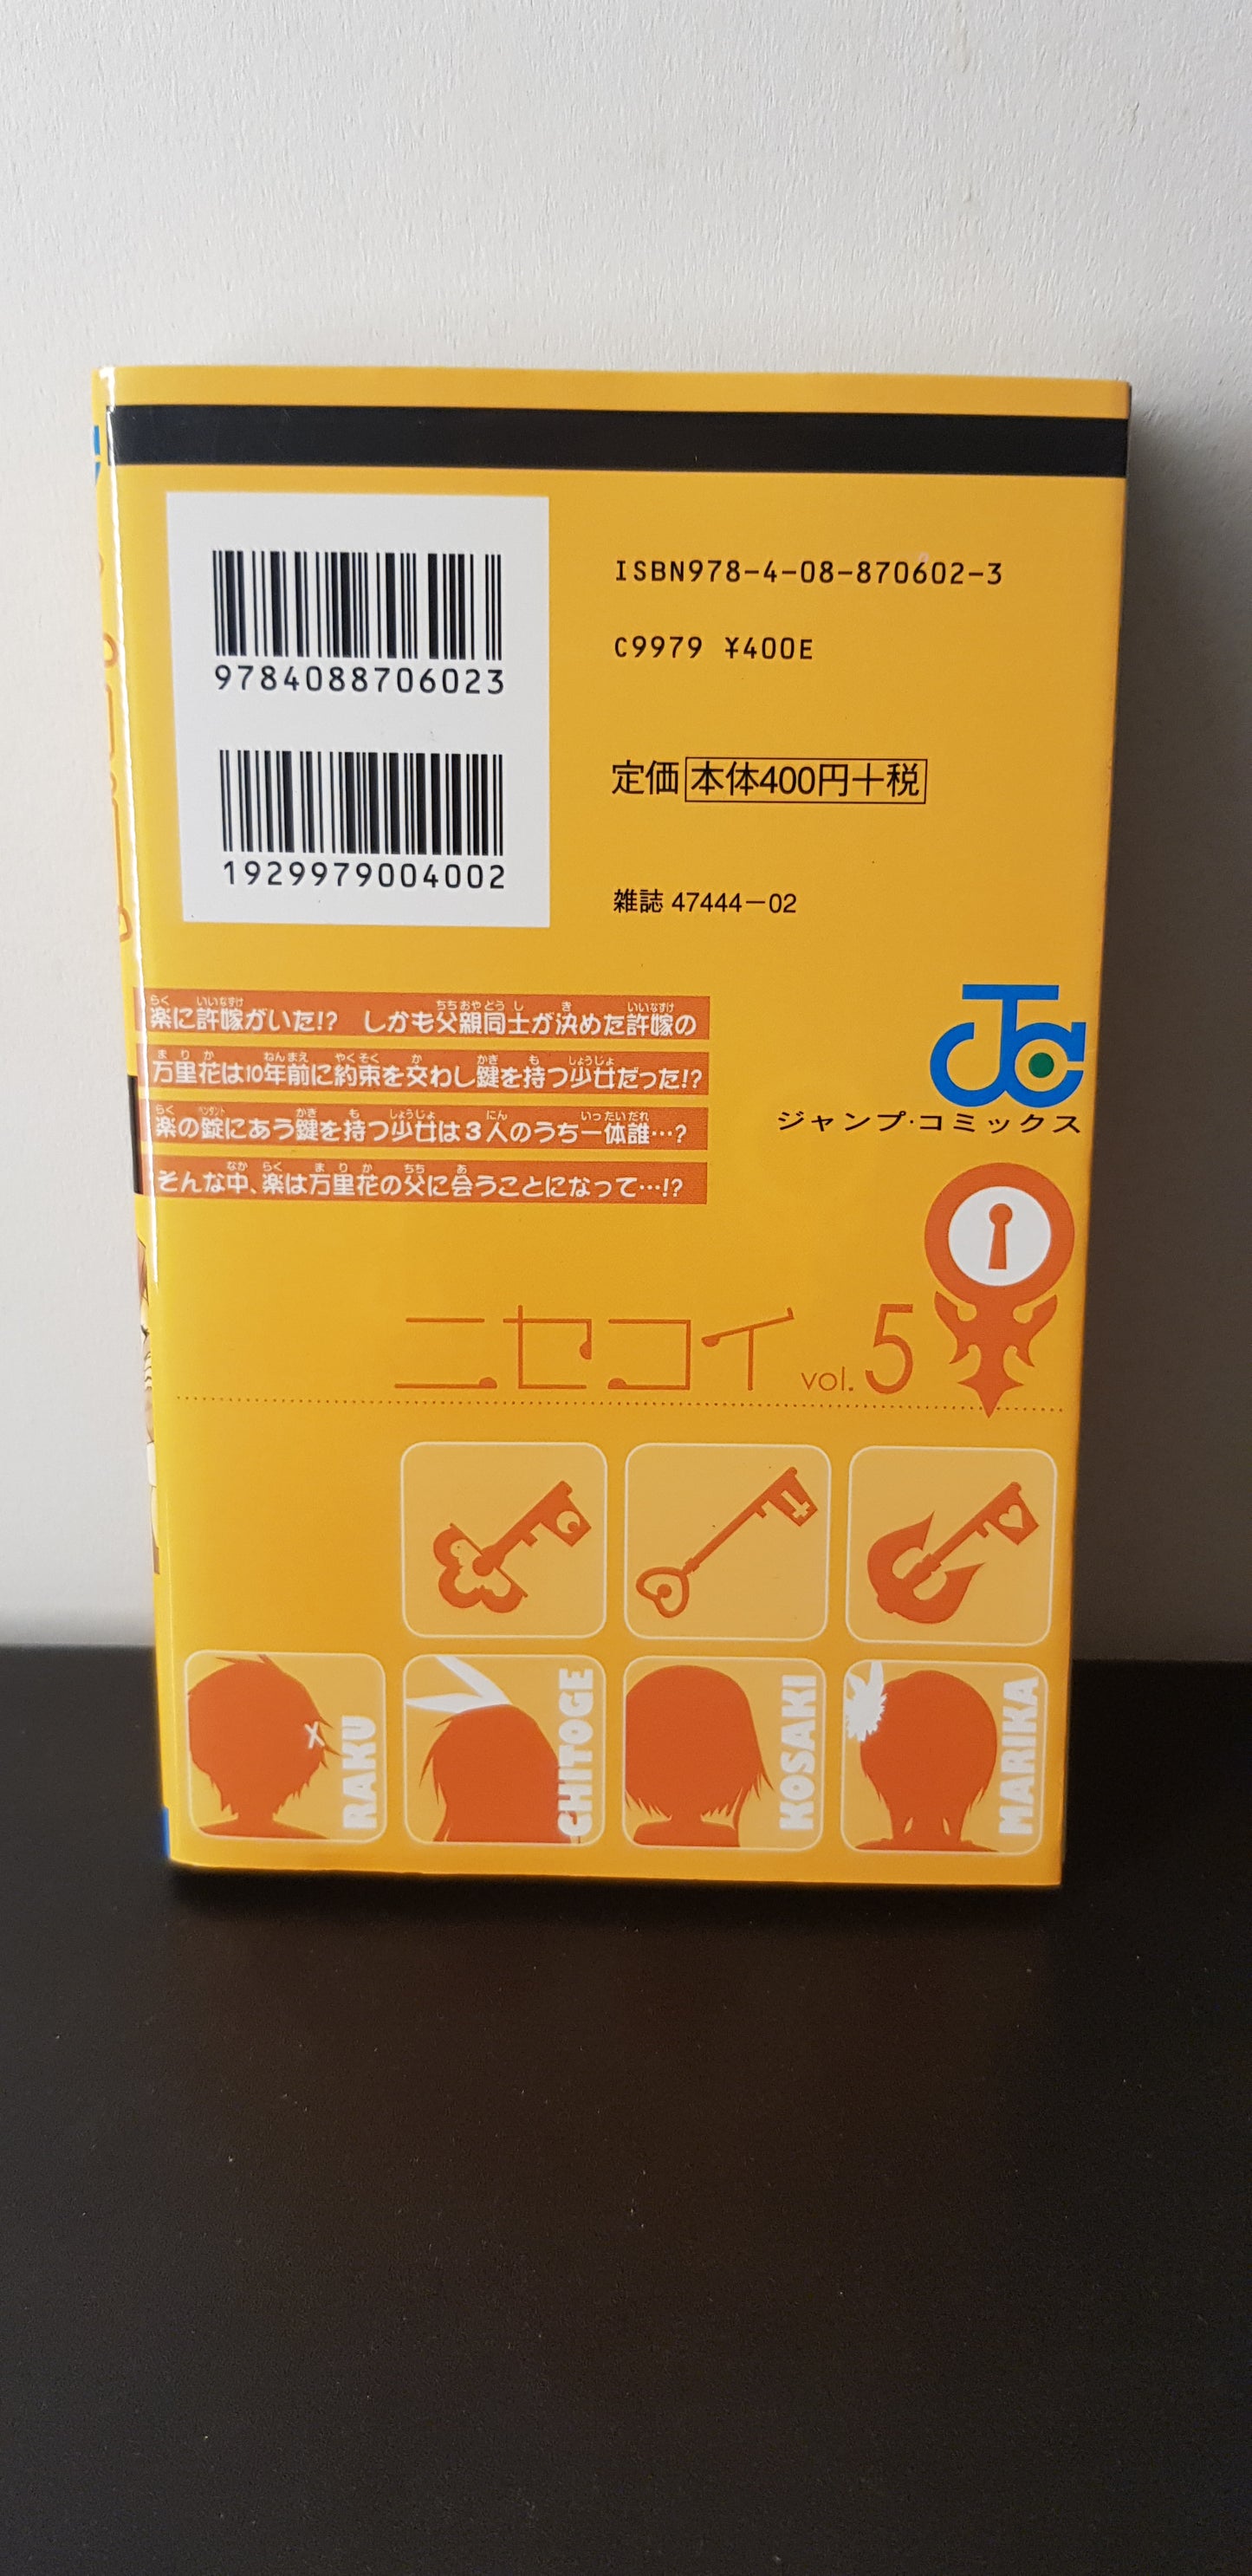 9784088706023
1929979004002
ISBN978-4-08-870602-3
C9979 ¥400E
定価 本体400円+税
雑誌 47444-02
楽に許嫁がいた!? しかも父親同士が決めた許嫁の
万里花は10年前に約束を交わし鍵を持つ少女だった!?
楽の錠にあう鍵を持つ少女は3人のうち一体誰…?
そんな中、楽は万里花の父に会うことになって…!?
JC
ジャンプ・コミックス
ニセコイ vol. 5
RAKU
CHITOGE
KOSAKI
MARIKA